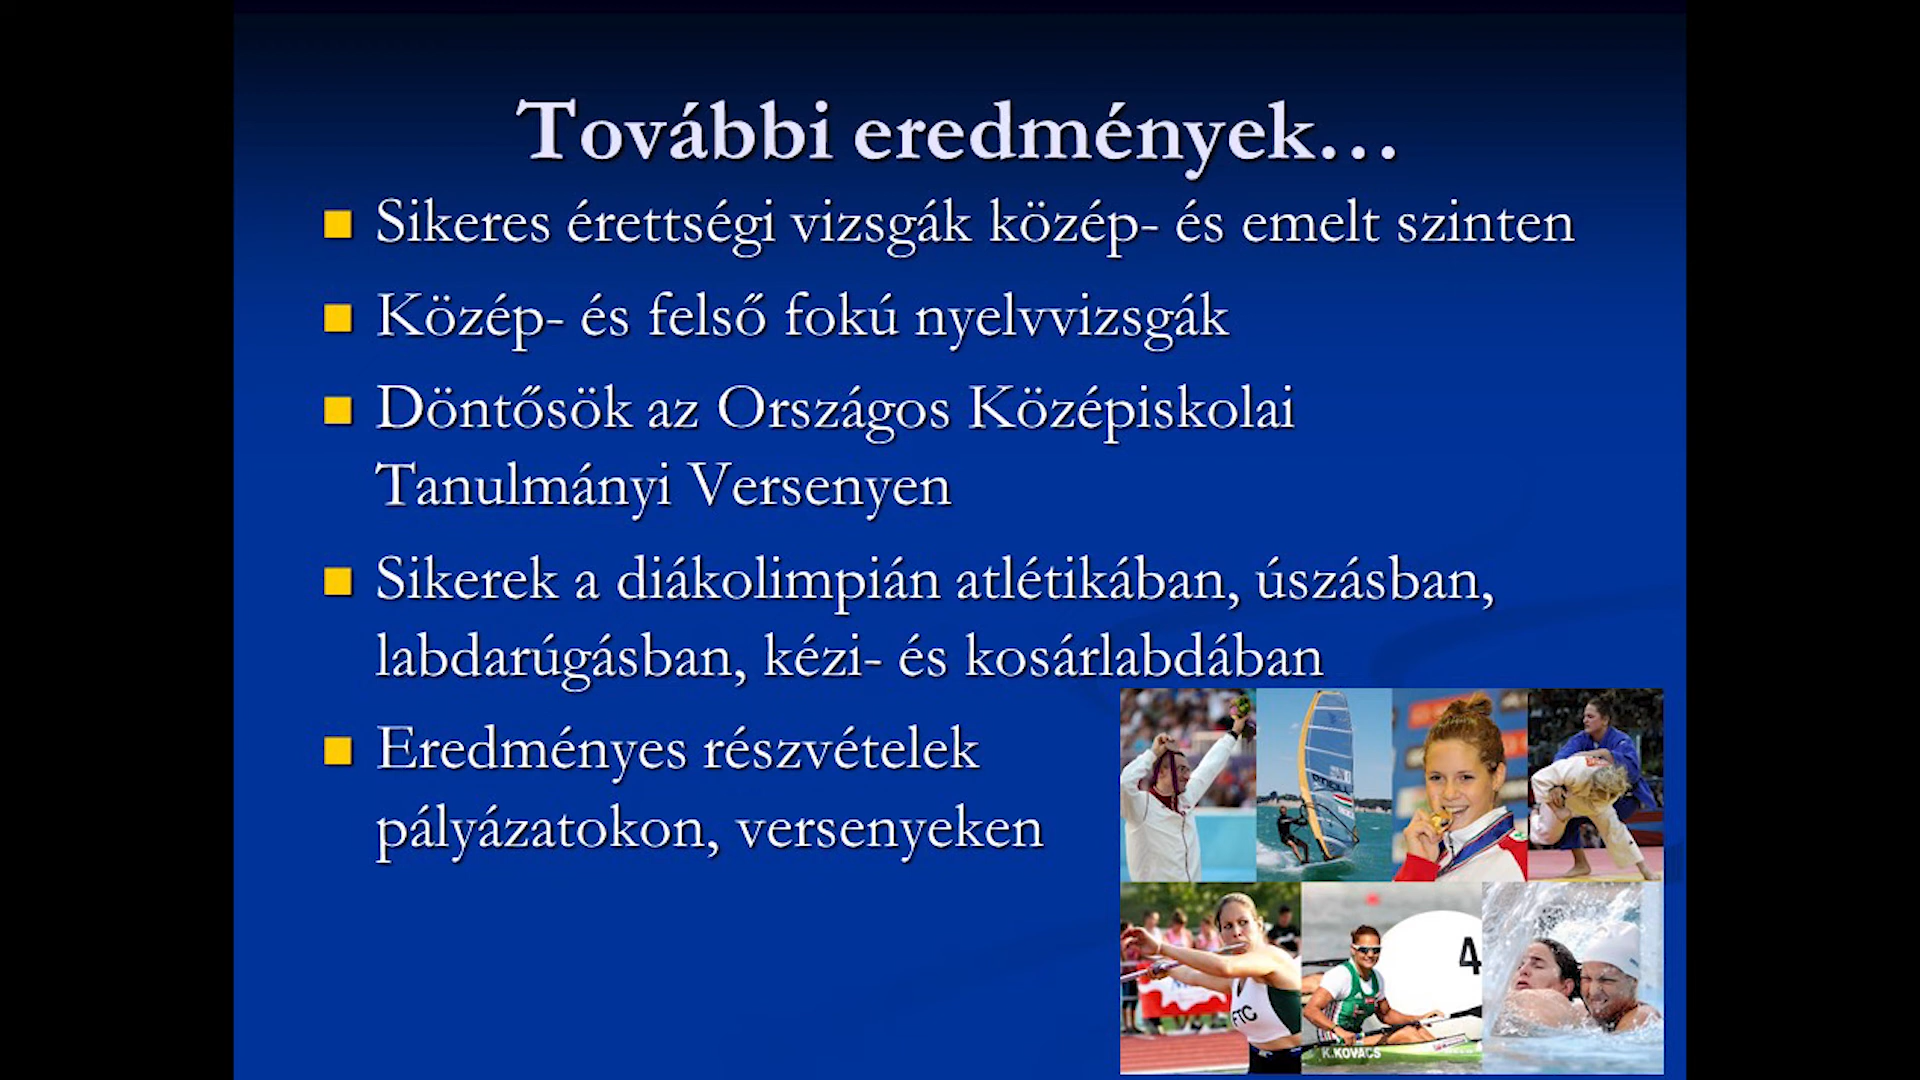 További eredmények…
Sikeres érettségi vizsgák közép- és emelt szinten
Közép- és felső fokú nyelvvizsgák
Döntősök az Országos Középiskolai
Tanulmányi Versenyen
Sikerek a diákolimpián atlétikában, úszásban,
labdarúgásban, kézi- és kosárlabdában
Eredményes részvételek
pályázatokon, versenyeken
FTC
4
K.KOVACS